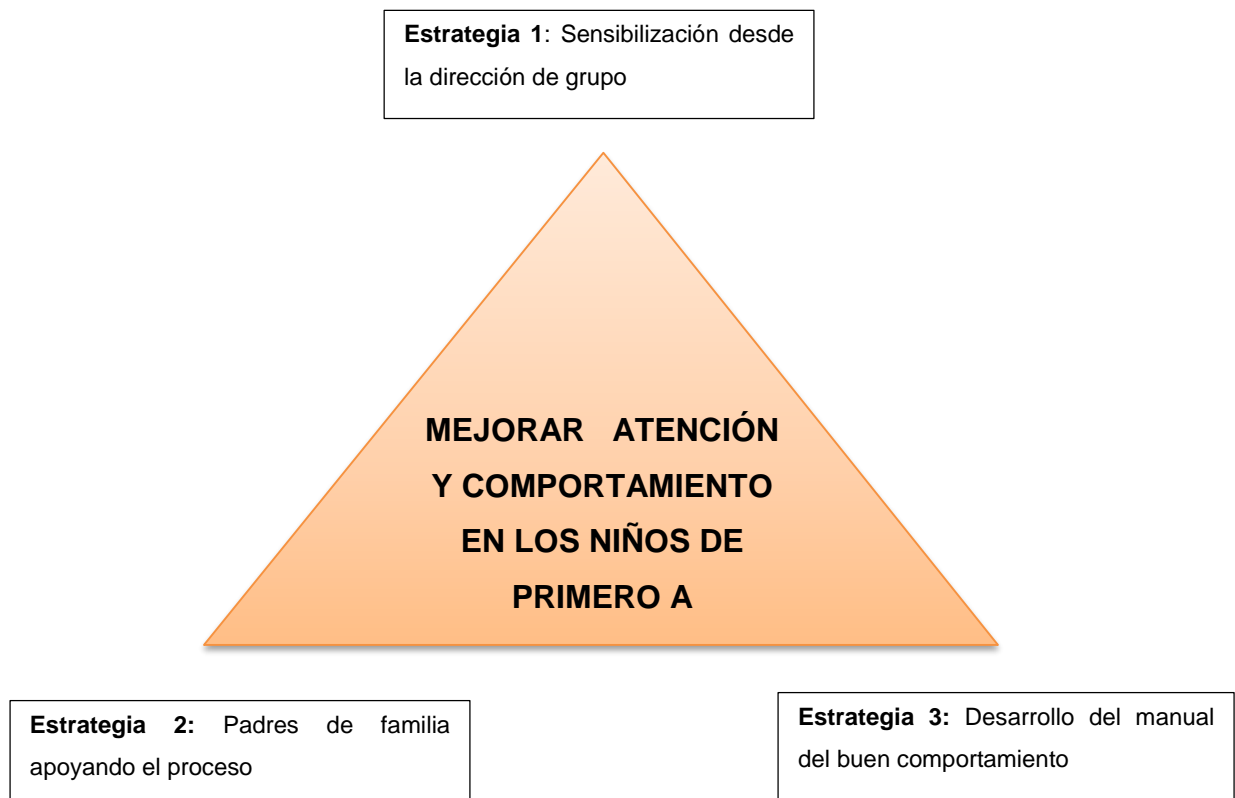 Estrategia 1: Sensibilización desde
la dirección de grupo
MEJORAR ATENCIÓN
Y COMPORTAMIENTO
EN LOS NIÑOS DE
PRIMERO A
Estrategia 2: Padres de familia
apoyando el proceso
Estrategia 3: Desarrollo del manual
del buen comportamiento